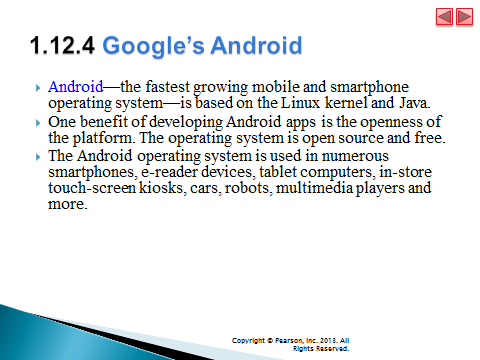 1.12.4 Google's Android
Android—the fastest growing mobile and smartphone
operating system—is based on the Linux kernel and Java.
One benefit of developing Android apps is the openness of
the platform. The operating system is open source and free.
The Android operating system is used in numerous
smartphones, e-reader devices, tablet computers, in-store
touch-screen kiosks, cars, robots, multimedia players and
more.
Copyright © Pearson, Inc. 2013. All
Rights Reserved.